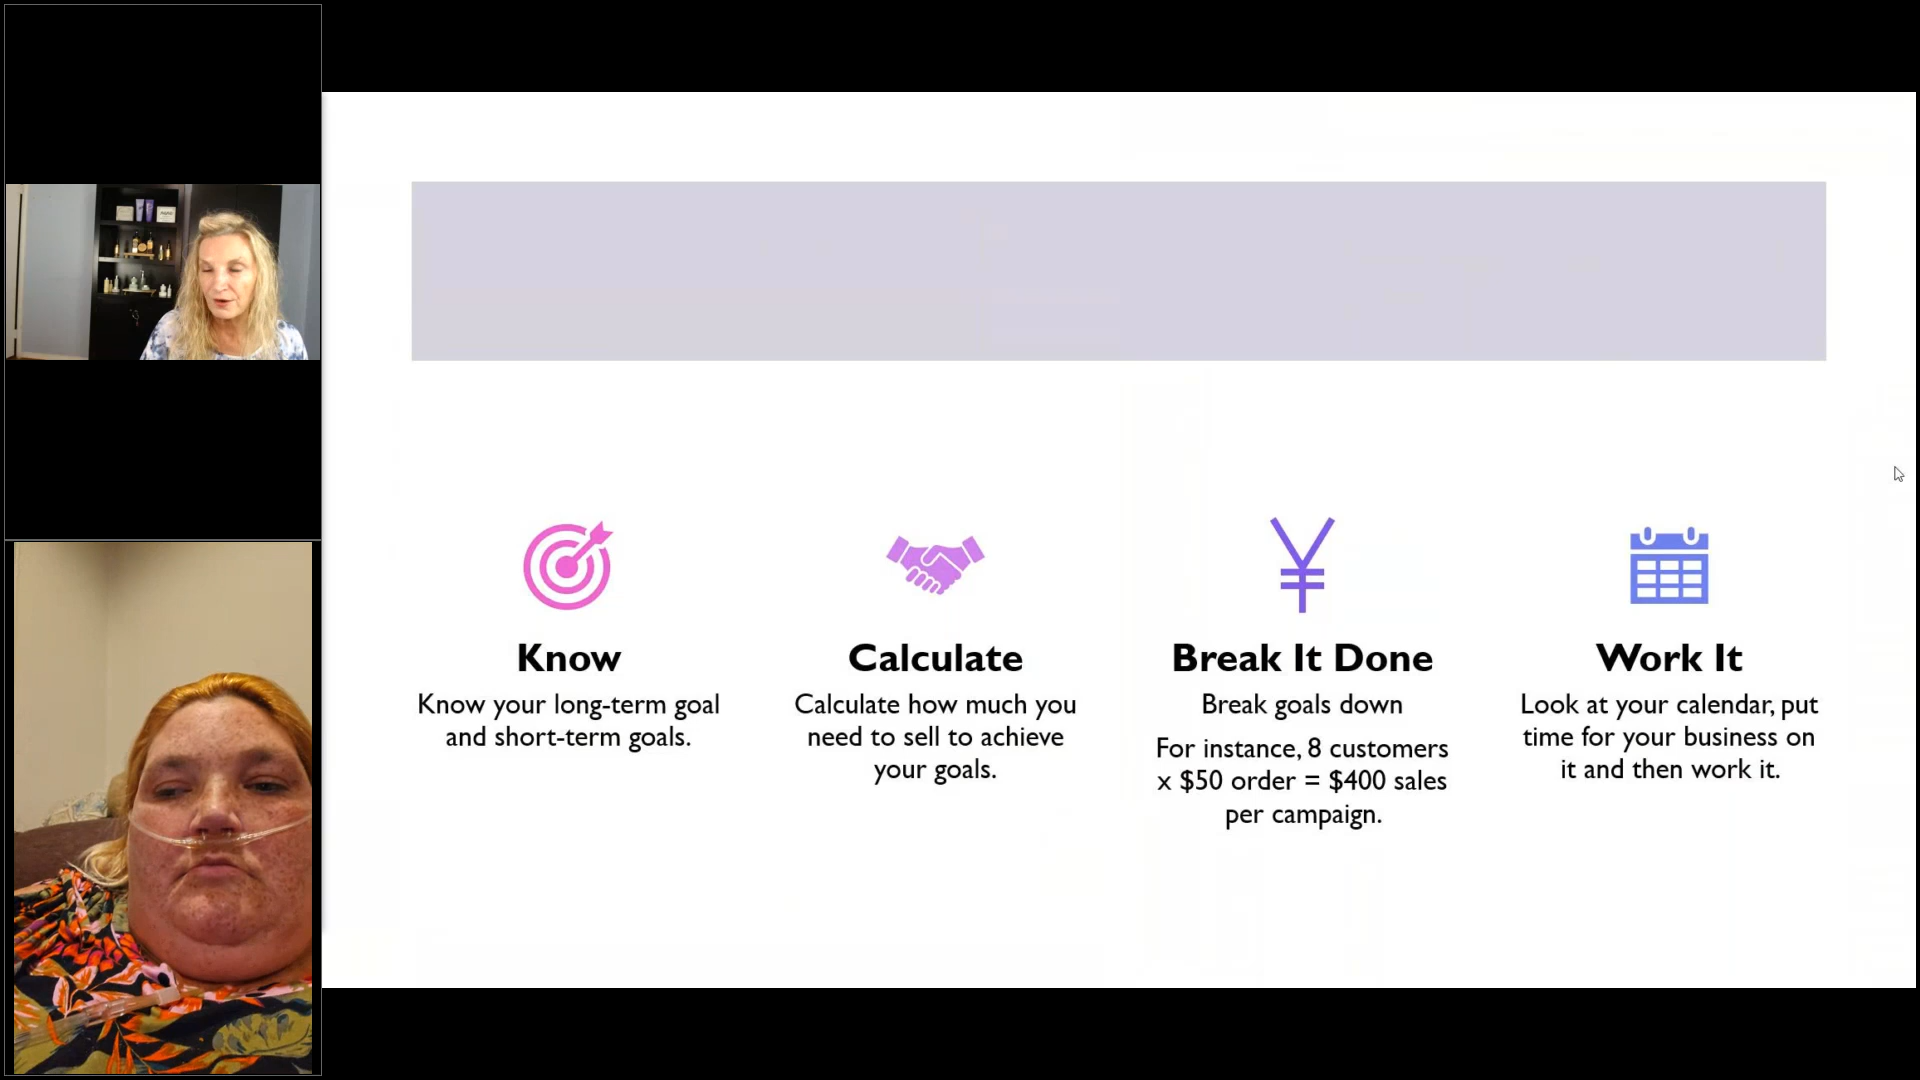 Know
Know your long-term goal
and short-term goals.
Calculate
Calculate how much you
need to sell to achieve
your goals.
Break It Done
Break goals down
For instance, 8 customers
x $50 order = $400 sales
per campaign.
Work It
Look at your calendar, put
time for your business on
it and then work it.